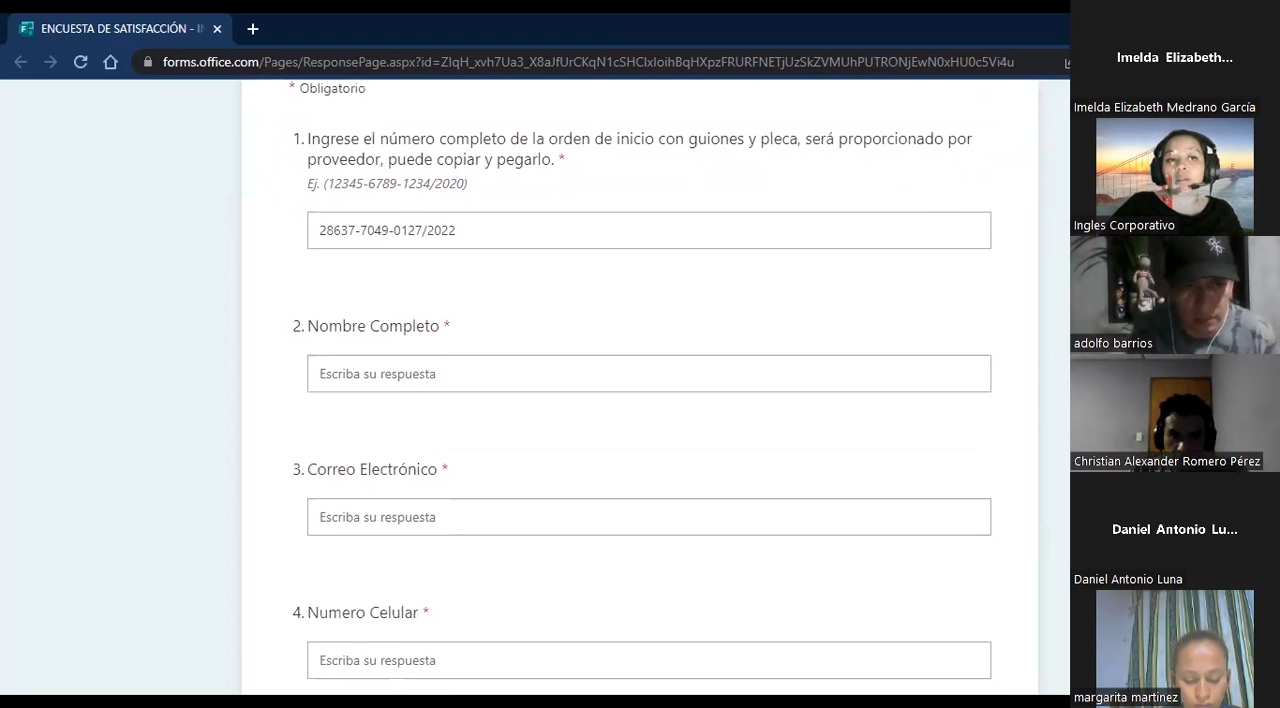 ENCUESTA DE SATISFACCIÓN - I
forms.office.com/Pages/ResponsePage.aspx?id=ZIqH_xvh7Ua3_X8aJfUrCKqN1cSHCIxIoihBqHXpzFRURFNETjUzSkZVMUhPUTRONjEwN0xHU0c5Vi4u
* Obligatorio
1. Ingrese el número completo de la orden de inicio con guiones y pleca, será proporcionado por
proveedor, puede copiar y pegarlo. *
Ej. (12345-6789-1234/2020)
28637-7049-0127/2022
2. Nombre Completo *
Escriba su respuesta
3. Correo Electrónico *
Escriba su respuesta
4. Numero Celular *
Escriba su respuesta
Imelda Elizabeth...
Imelda Elizabeth Medrano García
Ingles Corporativo
adolfo barrios
Christian Alexander Romero Pérez
Daniel Antonio Lu...
Daniel Antonio Luna
margarita martinez